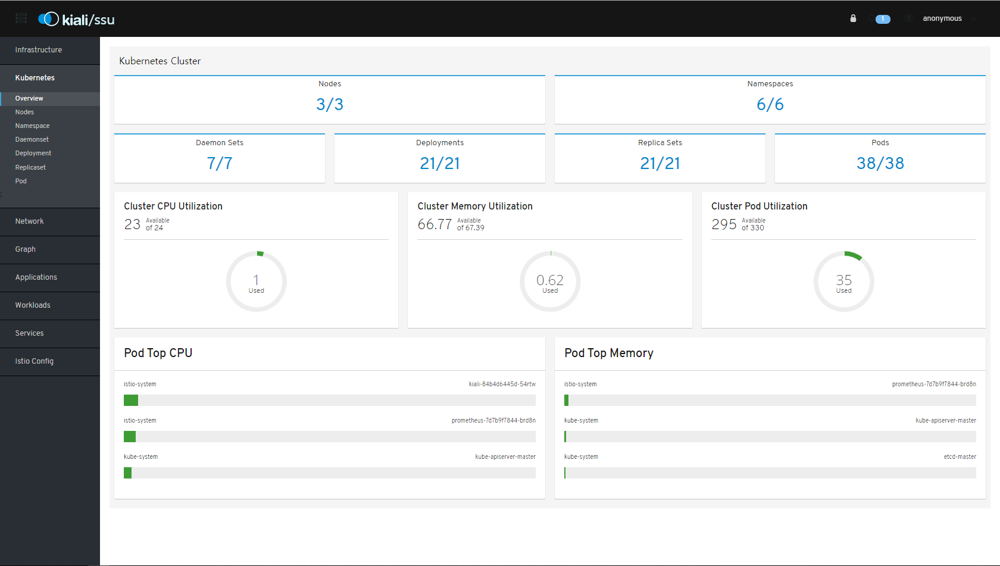 kiali/ssu
1
anonymous
Infrastructure
Kubernetes
Overview
Nodes
Namespace
Daemonset
Deployment
Replicaset
Pod
;
Network
Graph
Applications
Workloads
Services
Istio Config
Kubernetes Cluster
Nodes
3/3
Namespaces
6/6
Daemon Sets
7/7
Deployments
21/21
Replica Sets
21/21
Pods
38/38
Cluster CPU Utilization
23 Available of 24
1
Used
Cluster Memory Utilization
66.77 Available of 67.39
0.62
Used
Cluster Pod Utilization
295 Available of 330
35
Used
Pod Top CPU
istio-system kiali-84b4d6445d-54rtw
istio-system prometheus-7d7b9f7844-brd8n
kube-system kube-apiserver-master
Pod Top Memory
istio-system prometheus-7d7b9f7844-brd8n
kube-system kube-apiserver-master
kube-system etcd-master